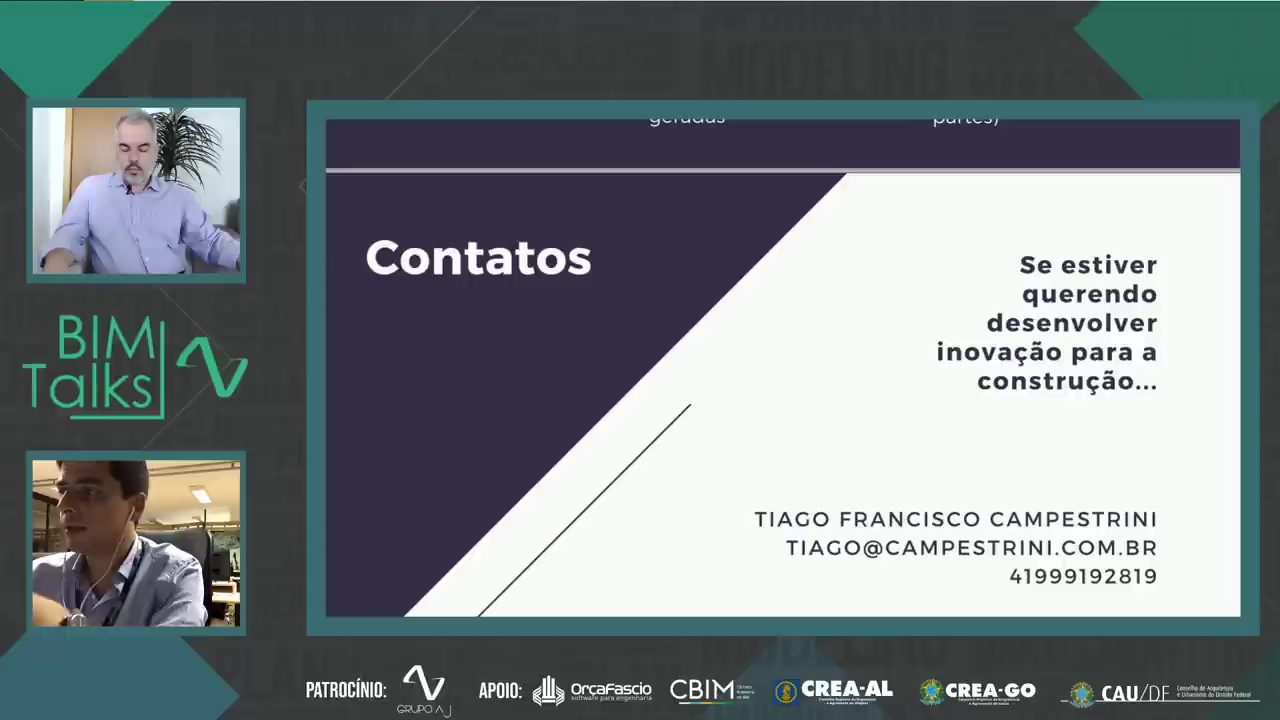 geradas
partes)
Contatos
Se estiver
querendo
desenvolver
inovação para a
construção...
TIAGO FRANCISCO CAMPESTRINI
TIAGO@CAMPESTRINI.COM.BR
41999192819
BIM
Talks
PATROCÍNIO:
GRUPO AJ
APOIO:
ORÇAFASCIO
software para engenharia
CBIM
CREA-AL
CREA-GO
CAU/DF
Conselho de Arquitetura
e Urbanismo do Distrito Federal
MODELING